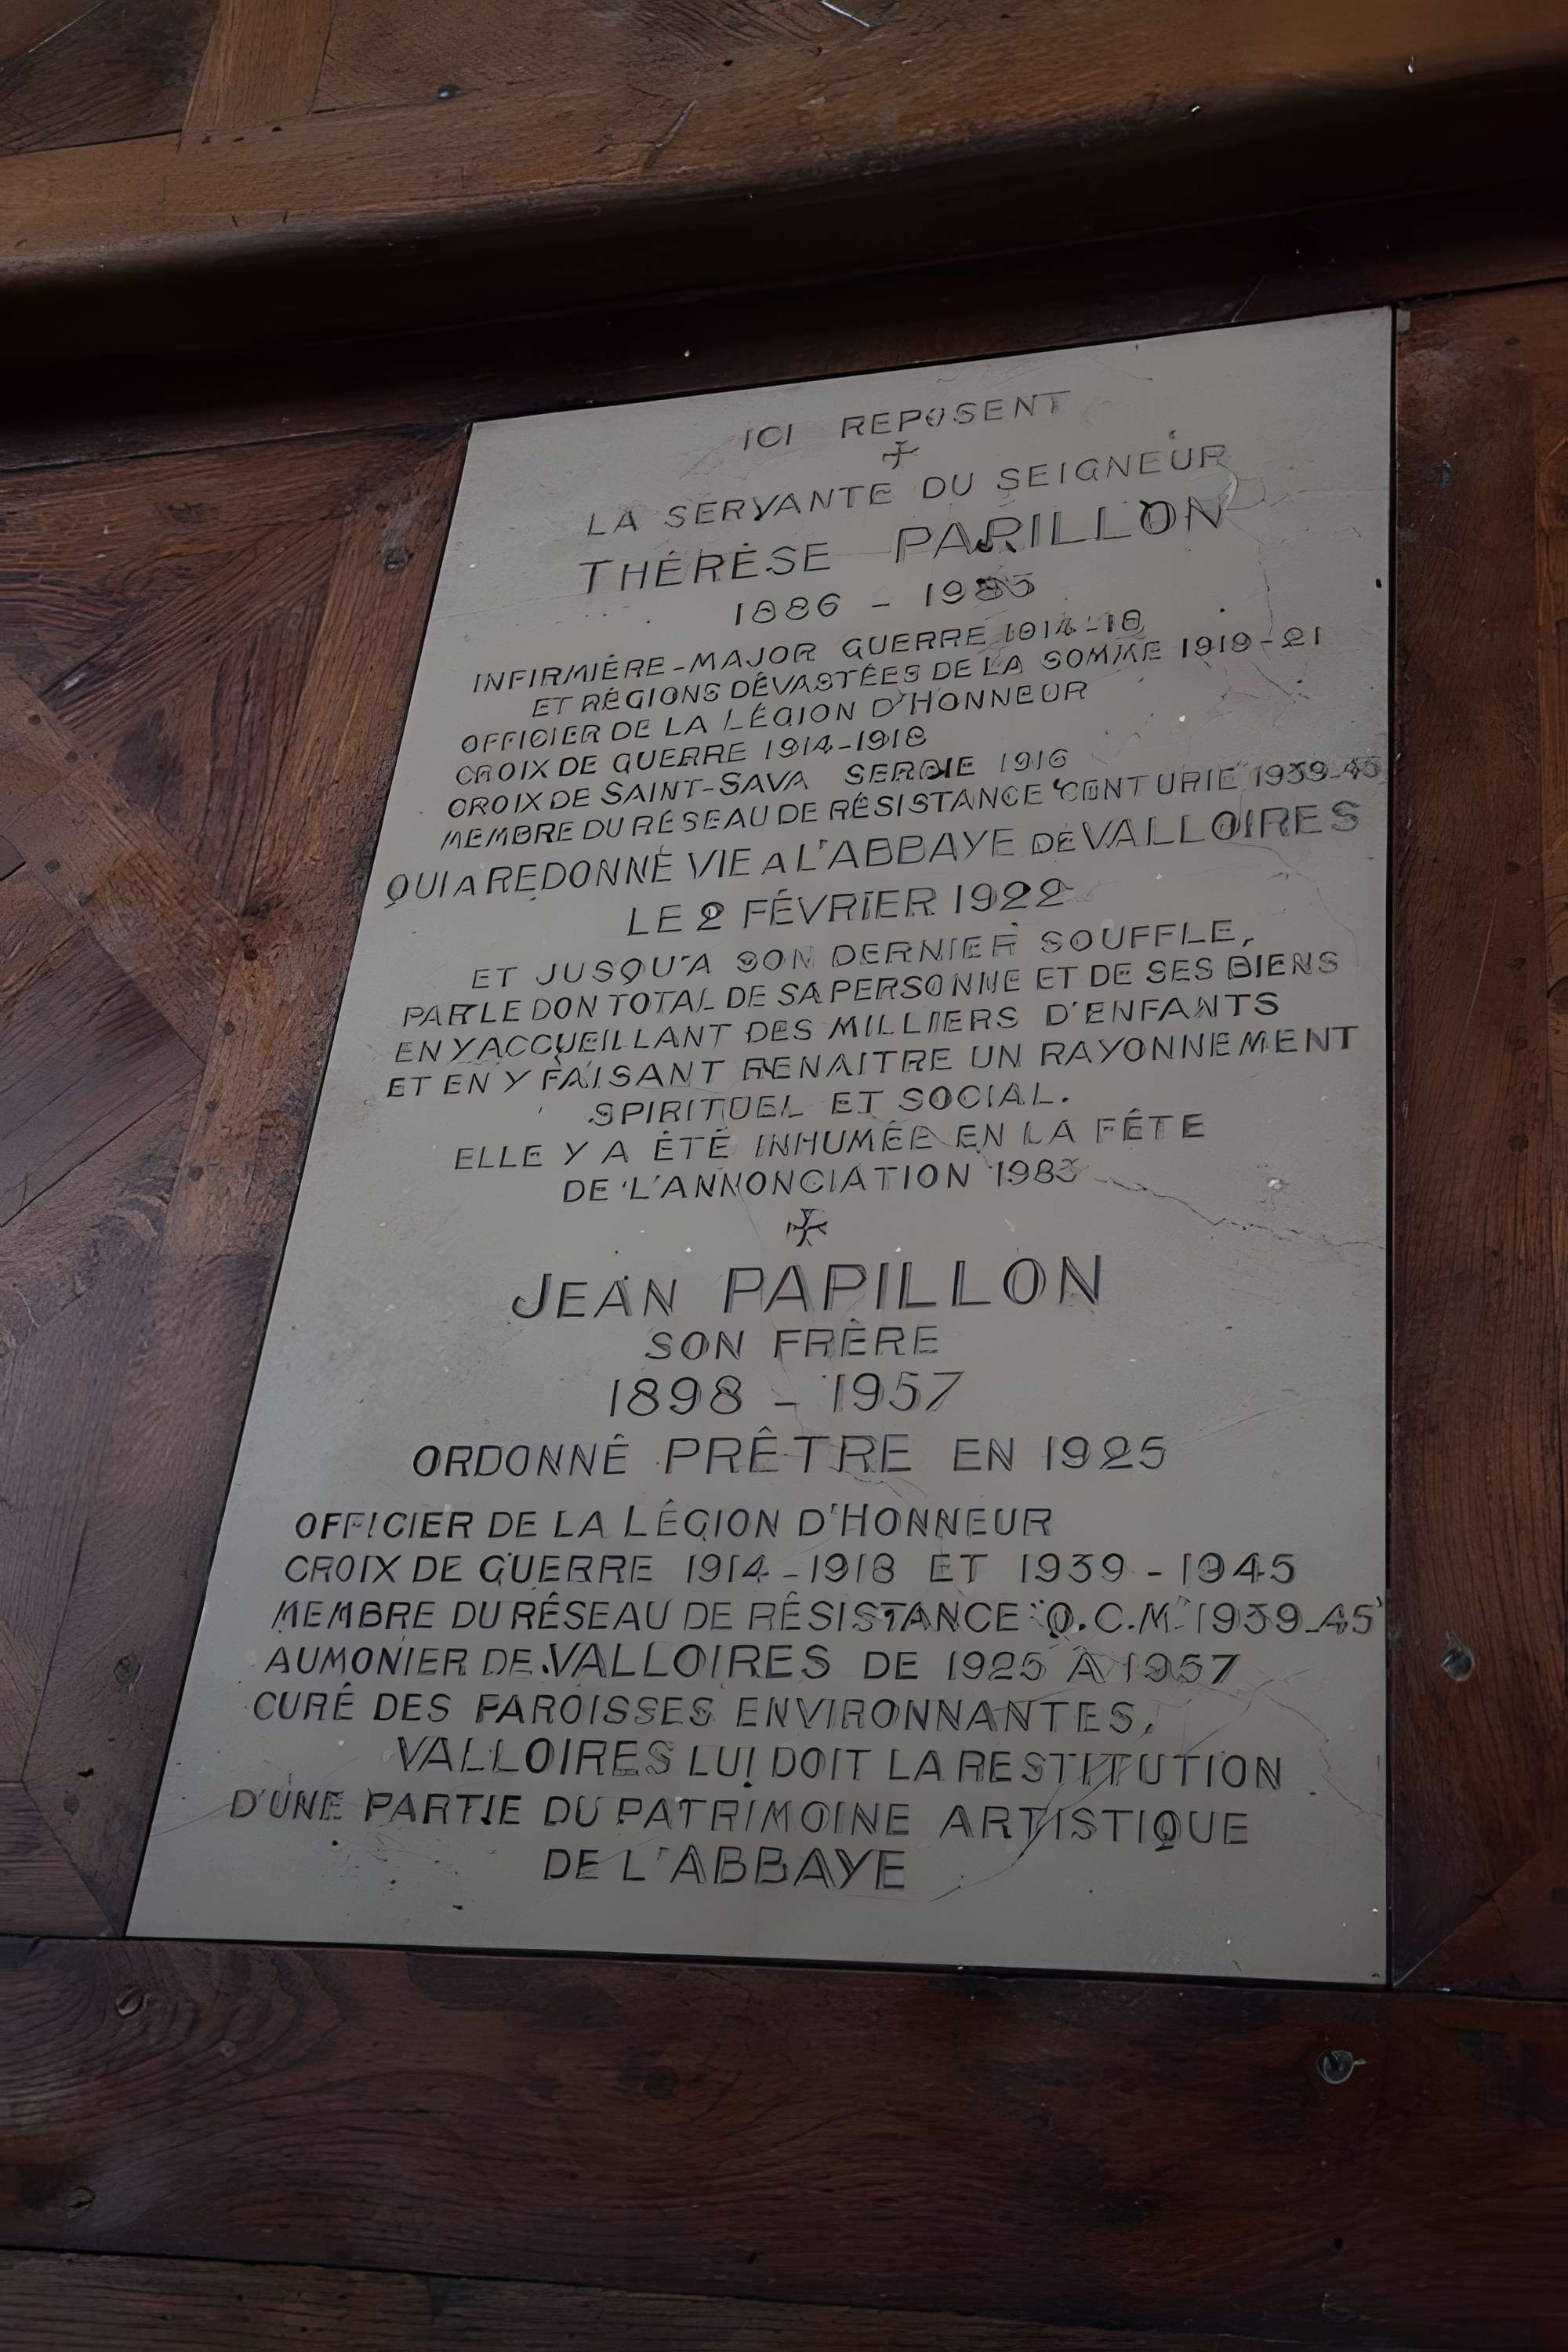 ICI REPOSENT
LA SERVANTE DU SEIGNEUR
THÉRÈSE PAPILLON
1886 - 1983
INFIRMIÈRE-MAJOR GUERRE 1914-18
ET RÉGIONS DÉVASTÉES DE LA SOMME 1919-21
OFFICIER DE LA LÉGION D'HONNEUR
CROIX DE GUERRE 1914-1918
CROIX DE SAINT-SAVA SERBIE 1916
MEMBRE DU RÉSEAU DE RÉSISTANCE "CENTURIE 1939-45
QUI A REDONNÉ VIE A L'ABBAYE DE VALLOIRES
LE 2 FÉVRIER 1922
ET JUSQU'A SON DERNIER SOUFFLE,
PAR LE DON TOTAL DE SA PERSONNE ET DE SES BIENS
EN Y ACCUEILLANT DES MILLIERS D'ENFANTS
ET EN Y FAISANT RENAITRE UN RAYONNEMENT
SPIRITUEL ET SOCIAL.
ELLE Y A ÉTÉ INHUMÉE EN LA FÊTE
DE L'ANNONCIATION 1983
JEAN PAPILLON
SON FRÈRE
1898 - 1957
ORDONNÉ PRÊTRE EN 1925
OFFICIER DE LA LÉGION D'HONNEUR
CROIX DE GUERRE 1914-1918 ET 1939-1945
MEMBRE DU RÉSEAU DE RÉSISTANCE "O.C.M." 1939-45
AUMONIER DE VALLOIRES DE 1925 A 1957
CURÉ DES PAROISSES ENVIRONNANTES,
VALLOIRES LUI DOIT LA RESTITUTION
D'UNE PARTIE DU PATRIMOINE ARTISTIQUE
DE L'ABBAYE